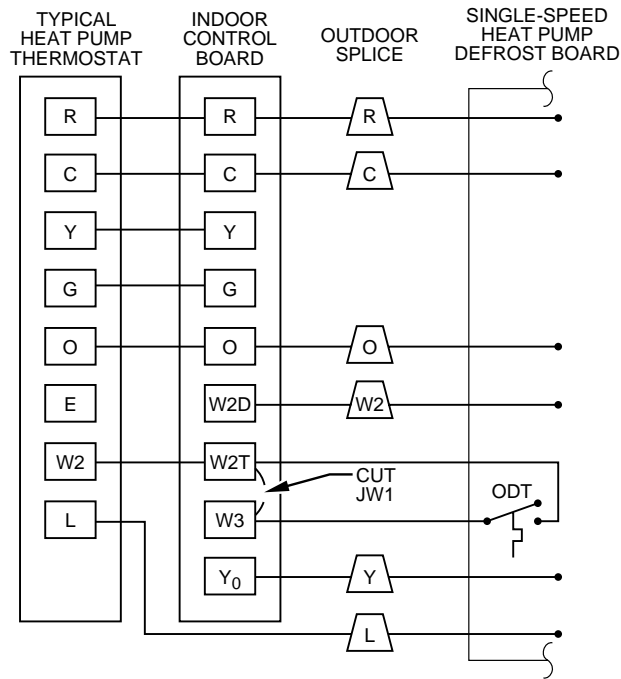 TYPICAL
HEAT PUMP
THERMOSTAT
INDOOR
CONTROL
BOARD
OUTDOOR
SPLICE
SINGLE-SPEED
HEAT PUMP
DEFROST BOARD
R R R
C C C
Y Y
G G
O O O
E W2D W2
W2 W2T
CUT
JW1
ODT
L W3
Y0 Y
L